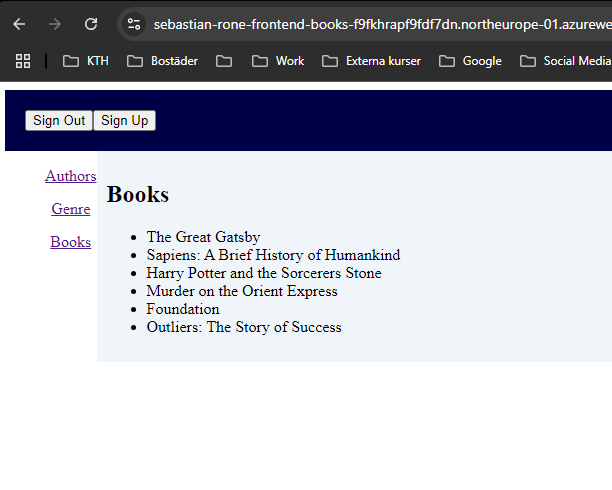 sebastian-rone-frontend-books-f9fkhrapf9fdf7dn.northeurope-01.azurewe
KTH Bostäder Work Externa kurser Google Social Media
Sign Out Sign Up
Authors
Genre
Books
Books
The Great Gatsby
Sapiens: A Brief History of Humankind
Harry Potter and the Sorcerers Stone
Murder on the Orient Express
Foundation
Outliers: The Story of Success